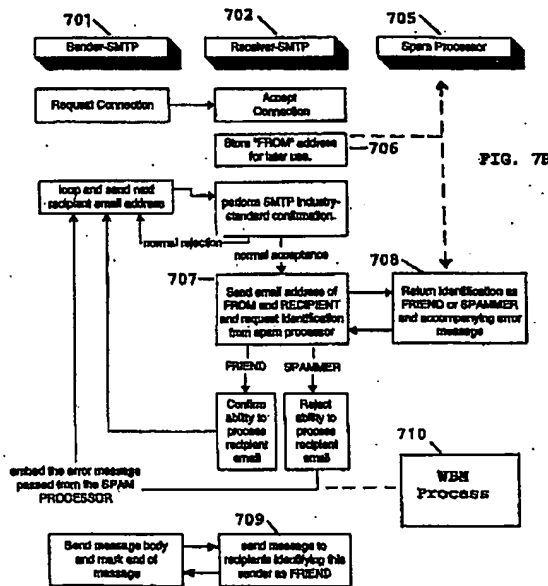 701
702
705
Sender-SMTP
Receiver-SMTP
Spam Processor
Request Connection
Accept
Connection
Store "FROM" address
for later use.
706
FIG. 7B
loop and send next
recipient email address
perform SMTP industry-
standard confirmation.
normal rejection
normal acceptance
707
708
Send email address of
FROM and RECIPIENT
and request identification
from spam processor
Return identification as
FRIEND or SPAMMER
and accompanying error
message
FRIEND
SPAMMER
Confirm
ability to
process
recipient
email
Reject
ability to
process
recipient
email
710
WBM
Process
embed the error message
passed from the SPAM
PROCESSOR
709
Send message body
and mark end of
message
send message to
recipients identifying this
sender as FRIEND